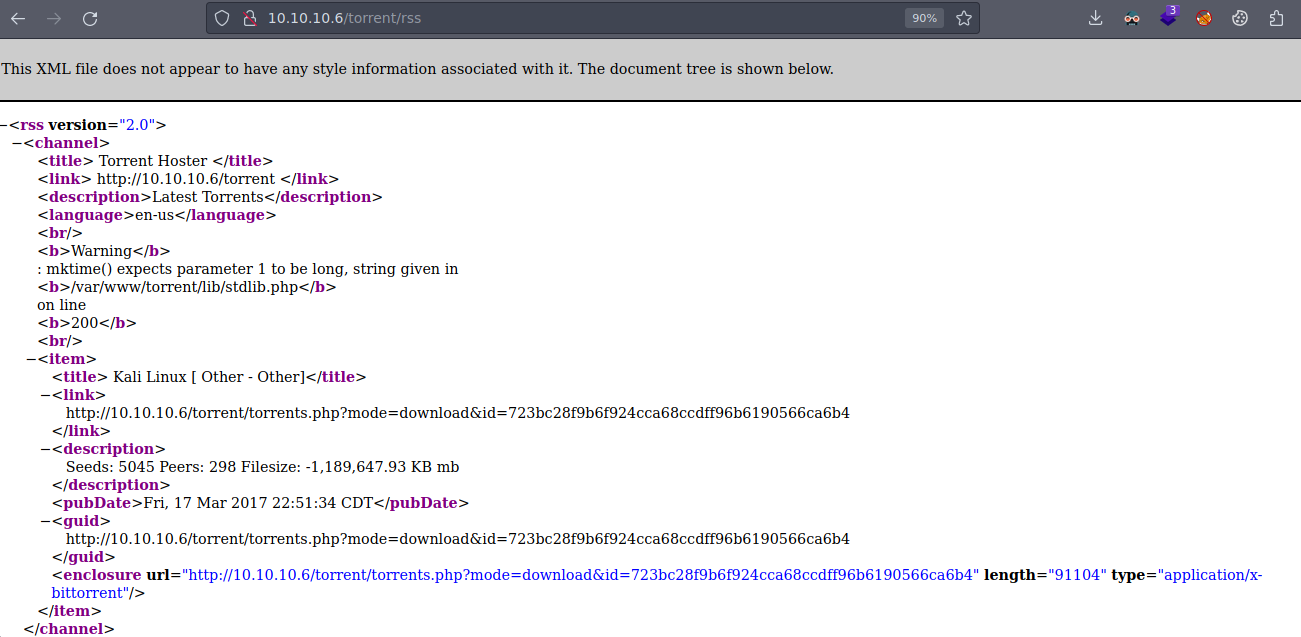 10.10.10.6/torrent/rss
90%
3
This XML file does not appear to have any style information associated with it. The document tree is shown below.
−<rss version="2.0">
−<channel>
<title> Torrent Hoster </title>
<link> http://10.10.10.6/torrent </link>
<description>Latest Torrents</description>
<language>en-us</language>
<br/>
<b>Warning</b>
: mktime() expects parameter 1 to be long, string given in
<b>/var/www/torrent/lib/stdlib.php</b>
on line
<b>200</b>
<br/>
−<item>
<title> Kali Linux [ Other - Other]</title>
−<link>
http://10.10.10.6/torrent/torrents.php?mode=download&id=723bc28f9b6f924cca68ccdff96b6190566ca6b4
</link>
−<description>
Seeds: 5045 Peers: 298 Filesize: -1,189,647.93 KB mb
</description>
<pubDate>Fri, 17 Mar 2017 22:51:34 CDT</pubDate>
−<guid>
http://10.10.10.6/torrent/torrents.php?mode=download&id=723bc28f9b6f924cca68ccdff96b6190566ca6b4
</guid>
<enclosure url="http://10.10.10.6/torrent/torrents.php?mode=download&id=723bc28f9b6f924cca68ccdff96b6190566ca6b4" length="91104" type="application/x-
bittorrent"/>
</item>
</channel>